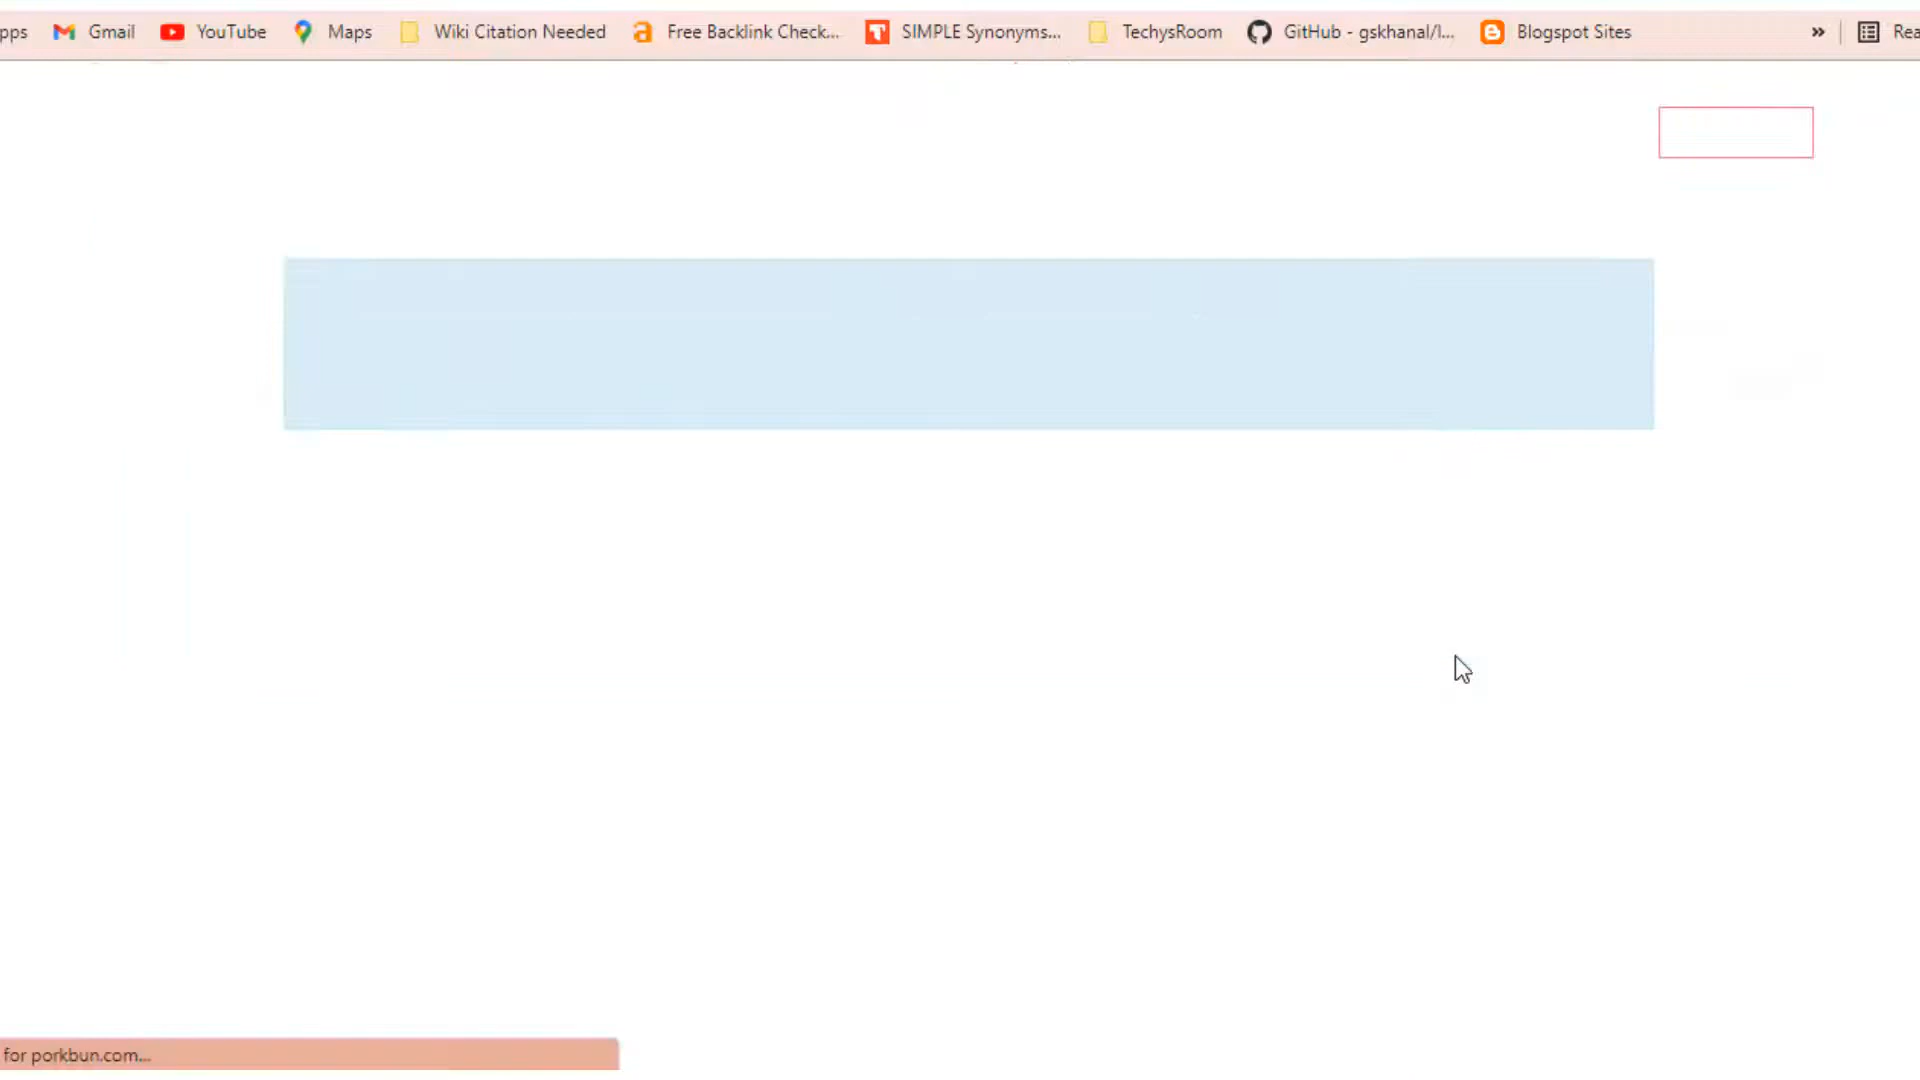 pps Gmail YouTube Maps Wiki Citation Needed Free Backlink Check... SIMPLE Synonyms... TechysRoom GitHub - gskhanal/l... Blogspot Sites » Rea
for porkbun.com...